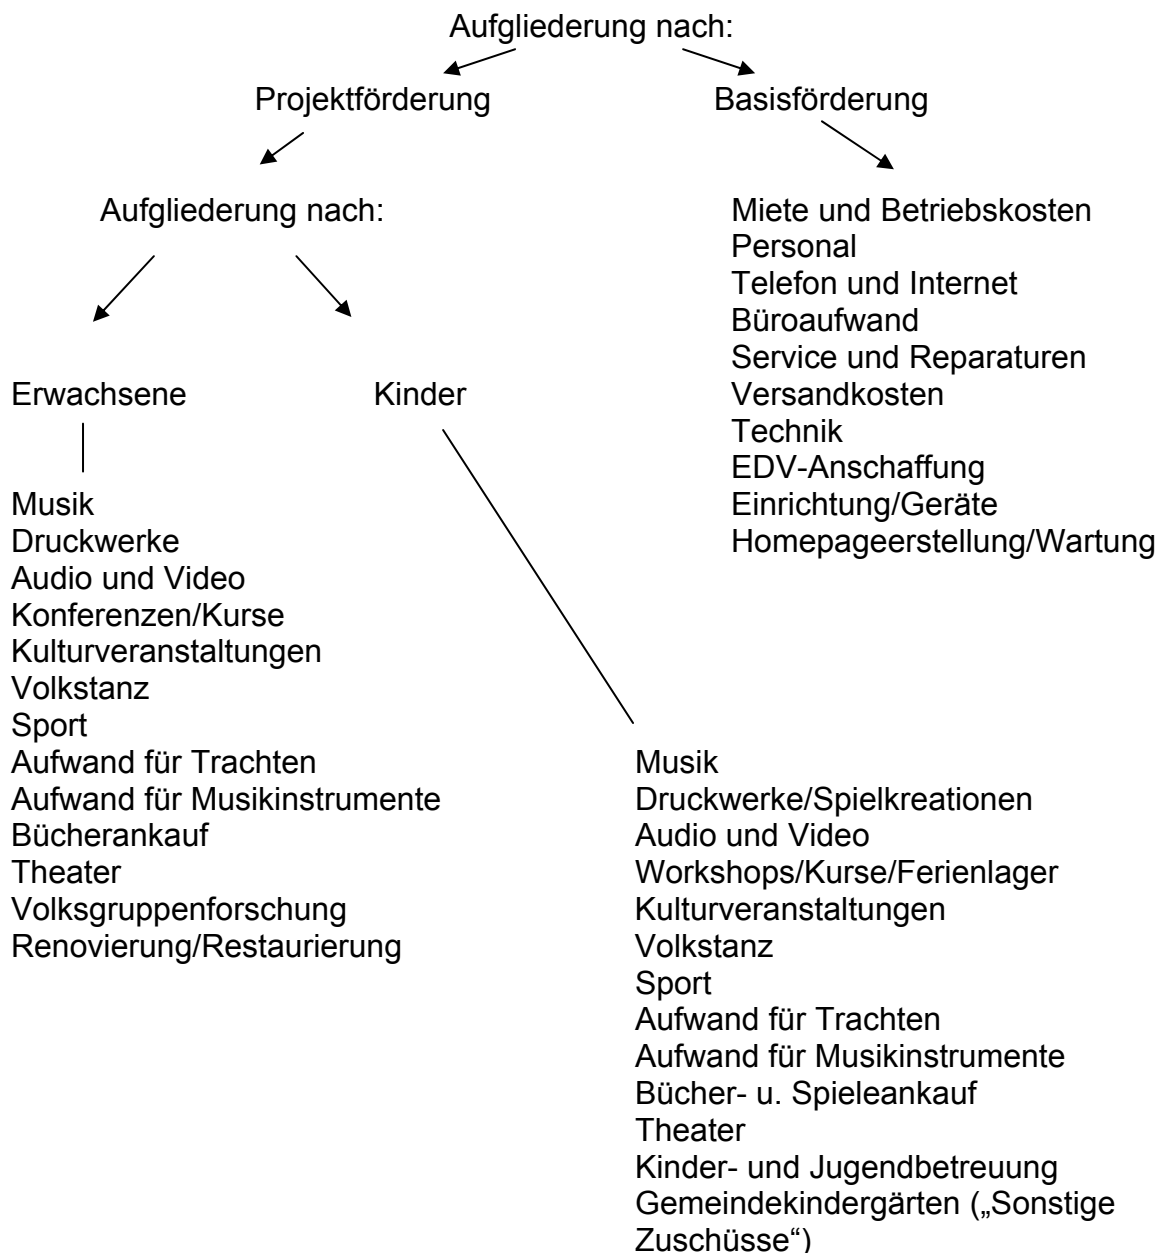 Aufgliederung nach:
Projektförderung
Basisförderung
Aufgliederung nach:
Miete und Betriebskosten
Personal
Telefon und Internet
Büroaufwand
Service und Reparaturen
Versandkosten
Technik
EDV-Anschaffung
Einrichtung/Geräte
Homepageerstellung/Wartung
Erwachsene
Kinder
Musik
Druckwerke
Audio und Video
Konferenzen/Kurse
Kulturveranstaltungen
Volkstanz
Sport
Aufwand für Trachten
Aufwand für Musikinstrumente
Bücherankauf
Theater
Volksgruppenforschung
Renovierung/Restaurierung
Musik
Druckwerke/Spielkreationen
Audio und Video
Workshops/Kurse/Ferienlager
Kulturveranstaltungen
Volkstanz
Sport
Aufwand für Trachten
Aufwand für Musikinstrumente
Bücher- u. Spieleankauf
Theater
Kinder- und Jugendbetreuung
Gemeindekindergärten („Sonstige
Zuschüsse“)